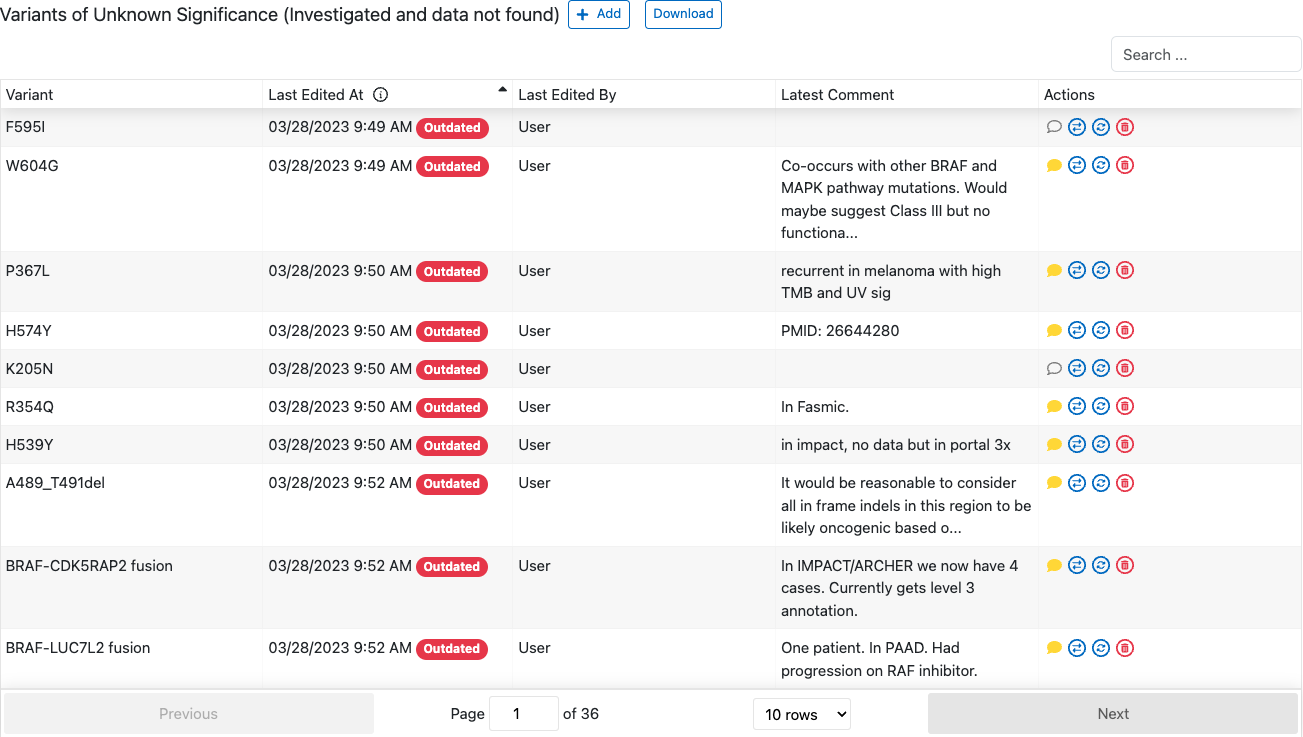 Variants of Unknown Significance (Investigated and data not found) Add Download
Search ...
Variant Last Edited At Last Edited By Latest Comment Actions
F595I 03/28/2023 9:49 AM Outdated User
W604G 03/28/2023 9:49 AM Outdated User Co-occurs with other BRAF and
MAPK pathway mutations. Would
maybe suggest Class III but no
functiona...
P367L 03/28/2023 9:50 AM Outdated User recurrent in melanoma with high
TMB and UV sig
H574Y 03/28/2023 9:50 AM Outdated User PMID: 26644280
K205N 03/28/2023 9:50 AM Outdated User
R354Q 03/28/2023 9:50 AM Outdated User In Fasmic.
H539Y 03/28/2023 9:50 AM Outdated User in impact, no data but in portal 3x
A489_T491del 03/28/2023 9:52 AM Outdated User It would be reasonable to consider
all in frame indels in this region to be
likely oncogenic based o...
BRAF-CDK5RAP2 fusion 03/28/2023 9:52 AM Outdated User In IMPACT/ARCHER we now have 4
cases. Currently gets level 3
annotation.
BRAF-LUC7L2 fusion 03/28/2023 9:52 AM Outdated User One patient. In PAAD. Had
progression on RAF inhibitor.
Previous Page 1 of 36 10 rows Next